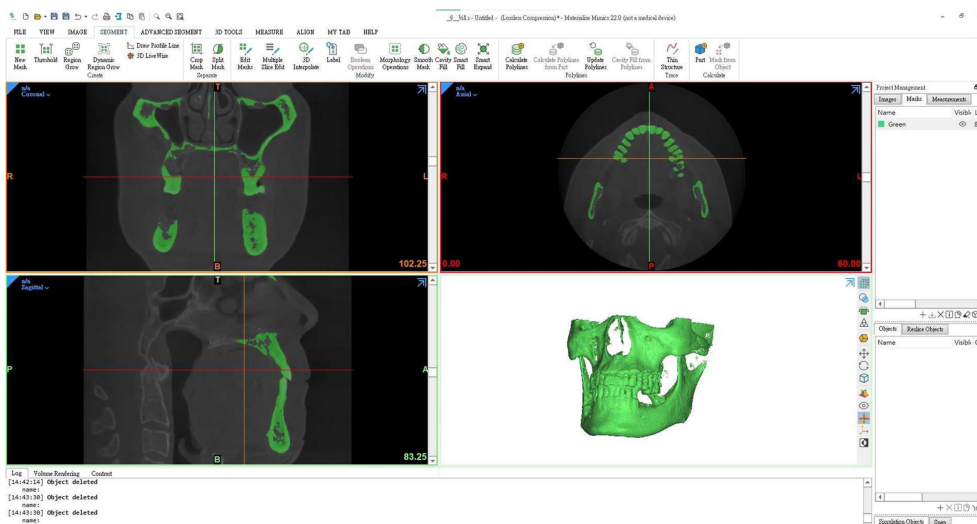 Untitled - (Lossless Compression)* - Materialise Mimics 22.0 (not a medical device)
FILE VIEW IMAGE SEGMENT ADVANCED SEGMENT 3D TOOLS MEASURE ALIGN MY TAB HELP
New Mask
Threshold
Region Grow
Dynamic Region Grow
Draw Profile Line
3D LiveWire
Create
Crop Mask
Split Mask
Separate
Edit Masks
Multiple Slice Edit
3D Interpolate
Label
Boolean Operations
Morphology Operations
Smooth Mask
Cavity Fill
Smart Fill
Smart Expand
Modify
Calculate Polylines
Calculate Polylines from Part
Update Polylines
Cavity Fill from Polylines
Polylines
Thin Structure
Trace
Part
Mask from Object
Calculate
n/a
Coronal
T
R
L
B
102.25
n/a
Axial
A
R
L
P
0.00
60.00
n/a
Sagittal
T
P
A
B
83.25
Project Management
Images Masks Measurements
Name Visibl
Green
Objects Reslice Objects
Name Visibl
Simulation Objects
Log Volume Rendering Contrast
[14:42:14] Object deleted
name:
[14:43:30] Object deleted
name:
[14:43:30] Object deleted
name: